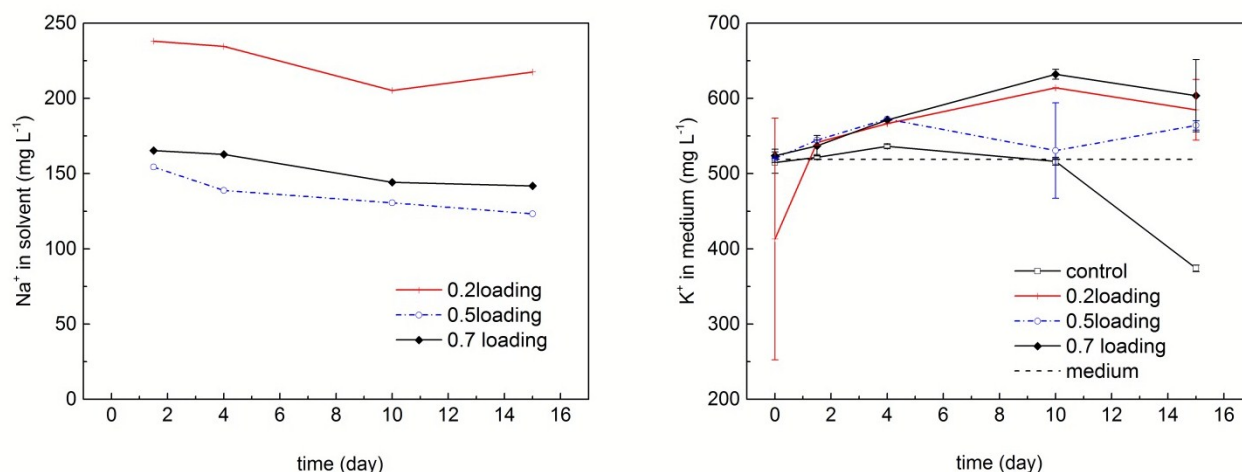 250
200
150
100
50
0
Na⁺ in solvent (mg L⁻¹)
0.2loading
0.5loading
0.7 loading
0 2 4 6 8 10 12 14 16
time (day)
700
600
500
400
300
200
K⁺ in medium (mg L⁻¹)
control
0.2loading
0.5loading
0.7 loading
medium
0 2 4 6 8 10 12 14 16
time (day)